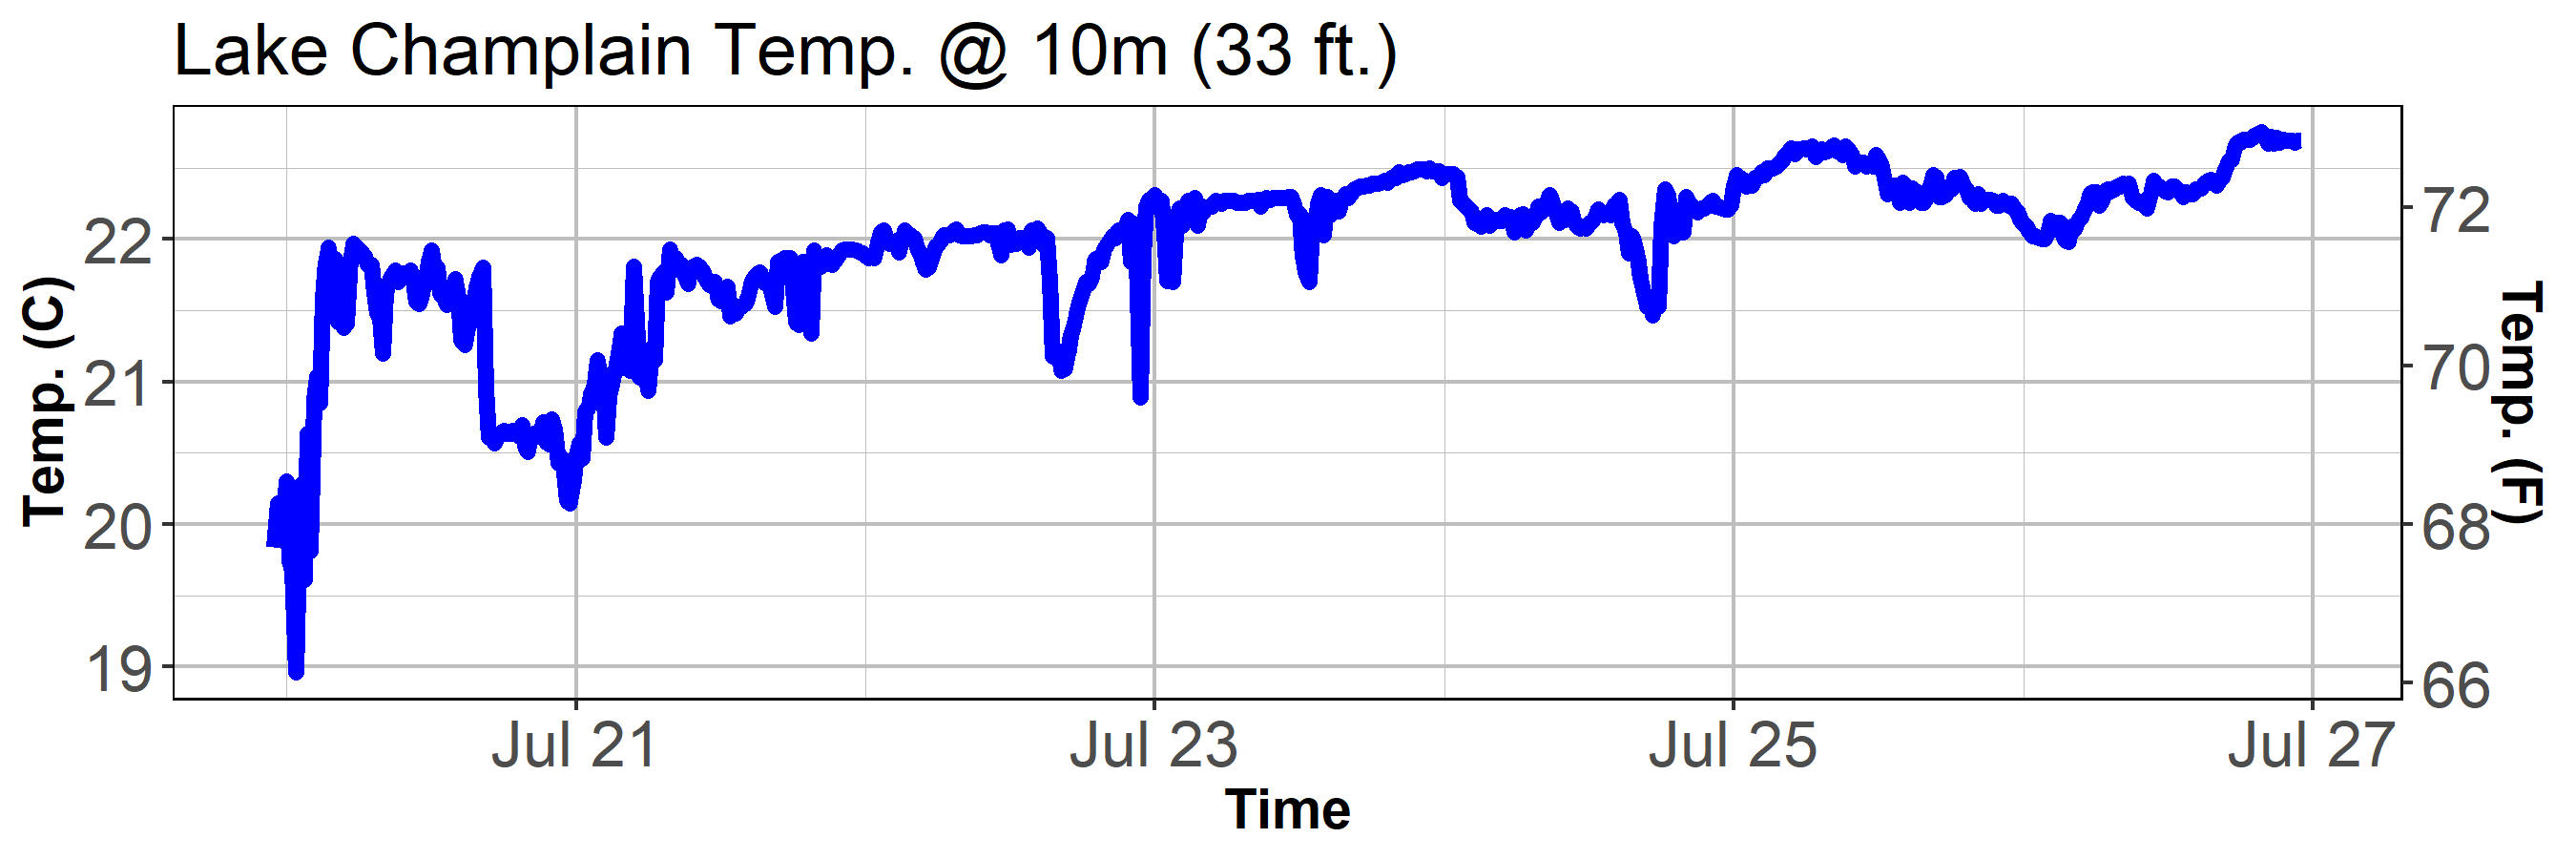 Lake Champlain Temp. @ 10m (33 ft.)
Temp. (C)
22
21
20
19
72
70
68
66
Temp. (F)
Jul 21 Jul 23 Jul 25 Jul 27
Time